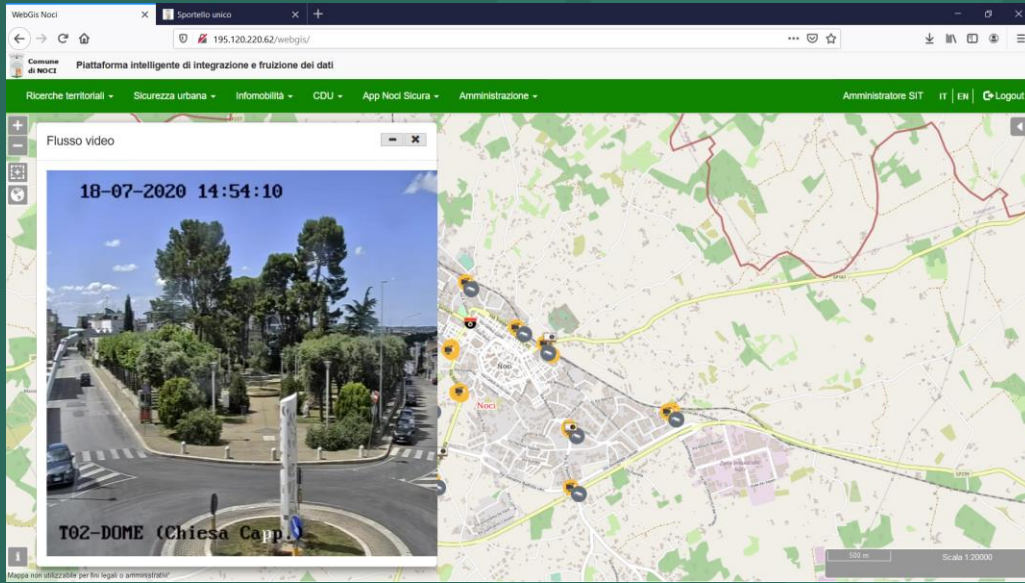 WebGis Noci
Sportello unico
195.120.220.62/webgis/
Comune
di NOCI
Piattaforma intelligente di integrazione e fruizione dei dati
Ricerche territoriali
Sicurezza urbana
Infomobilità
CDU
App Noci Sicura
Amministrazione
Amministratore SIT
IT | EN
Logout
Flusso video
18-07-2020 14:54:10
T02-DOME (Chiesa Capp.)
Noci
Noci
500 m
Scala 1:20000
Mappa non utilizzabile per fini legali o amministrativi